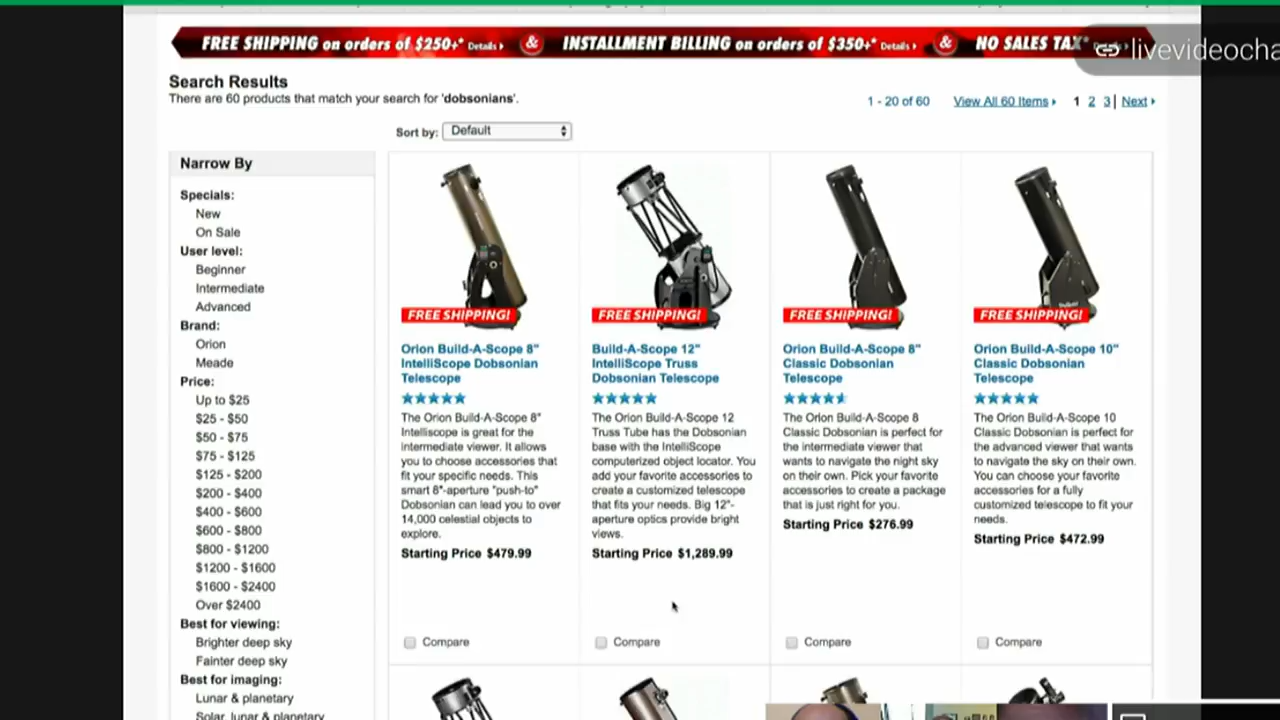 FREE SHIPPING on orders of $250+* Details & INSTALLMENT BILLING on orders of $350+* Details & NO SALES TAX*
livevideocha
Search Results
There are 60 products that match your search for 'dobsonians'.
1 - 20 of 60 View All 60 Items 1 2 3 | Next
Sort by: Default
Narrow By
Specials:
New
On Sale
User level:
Beginner
Intermediate
Advanced
Brand:
Orion
Meade
Price:
Up to $25
$25 - $50
$50 - $75
$75 - $125
$125 - $200
$200 - $400
$400 - $600
$600 - $800
$800 - $1200
$1200 - $1600
$1600 - $2400
Over $2400
Best for viewing:
Brighter deep sky
Fainter deep sky
Best for imaging:
Lunar & planetary
Solar, lunar & planetary
FREE SHIPPING!
Orion Build-A-Scope 8"
IntelliScope Dobsonian
Telescope
The Orion Build-A-Scope 8"
Intelliscope is great for the
intermediate viewer. It allows
you to choose accessories that
fit your specific needs. This
smart 8"-aperture "push-to"
Dobsonian can lead you to over
14,000 celestial objects to
explore.
Starting Price $479.99
Compare
FREE SHIPPING!
Build-A-Scope 12"
IntelliScope Truss
Dobsonian Telescope
The Orion Build-A-Scope 12
Truss Tube has the Dobsonian
base with the IntelliScope
computerized object locator. You
add your favorite accessories to
create a customized telescope
that fits your needs. Big 12"-
aperture optics provide bright
views.
Starting Price $1,289.99
Compare
FREE SHIPPING!
Orion Build-A-Scope 8"
Classic Dobsonian
Telescope
The Orion Build-A-Scope 8
Classic Dobsonian is perfect for
the intermediate viewer that
wants to navigate the night sky
on their own. Pick your favorite
accessories to create a package
that is just right for you.
Starting Price $276.99
Compare
FREE SHIPPING!
Orion Build-A-Scope 10"
Classic Dobsonian
Telescope
The Orion Build-A-Scope 10
Classic Dobsonian is perfect for
the advanced viewer that wants
to navigate the sky on their own.
You can choose your favorite
accessories for a fully
customized telescope to fit your
needs.
Starting Price $472.99
Compare